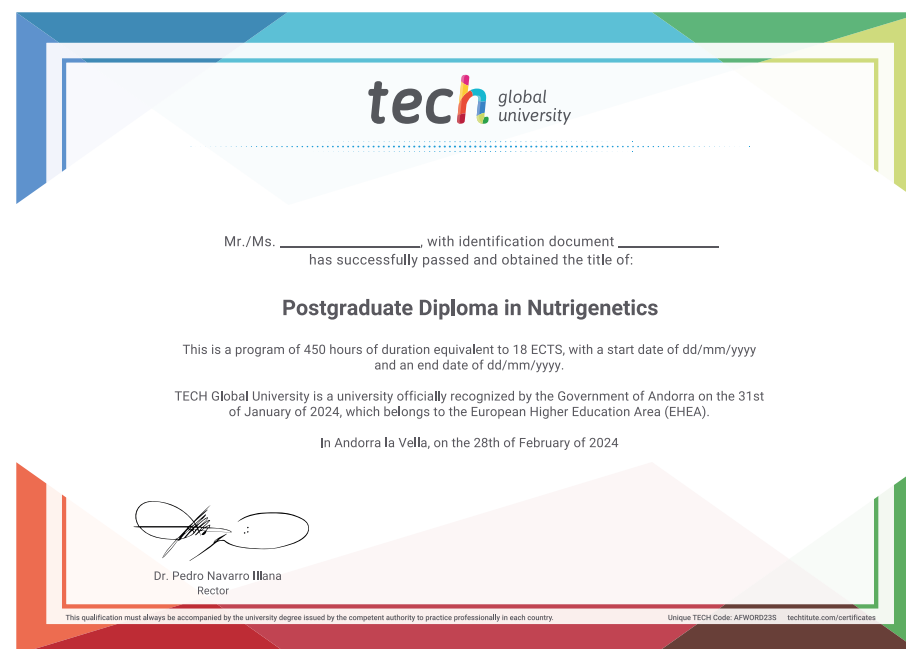 tech global
university
Mr./Ms. ____________, with identification document ____________
has successfully passed and obtained the title of:
Postgraduate Diploma in Nutrigenetics
This is a program of 450 hours of duration equivalent to 18 ECTS, with a start date of dd/mm/yyyy
and an end date of dd/mm/yyyy.
TECH Global University is a university officially recognized by the Government of Andorra on the 31st
of January of 2024, which belongs to the European Higher Education Area (EHEA).
In Andorra la Vella, on the 28th of February of 2024
Dr. Pedro Navarro Illana
Rector
This qualification must always be accompanied by the university degree issued by the competent authority to practice professionally in each country. Unique TECH Code: AFWORD23S techtitute.com/certificates